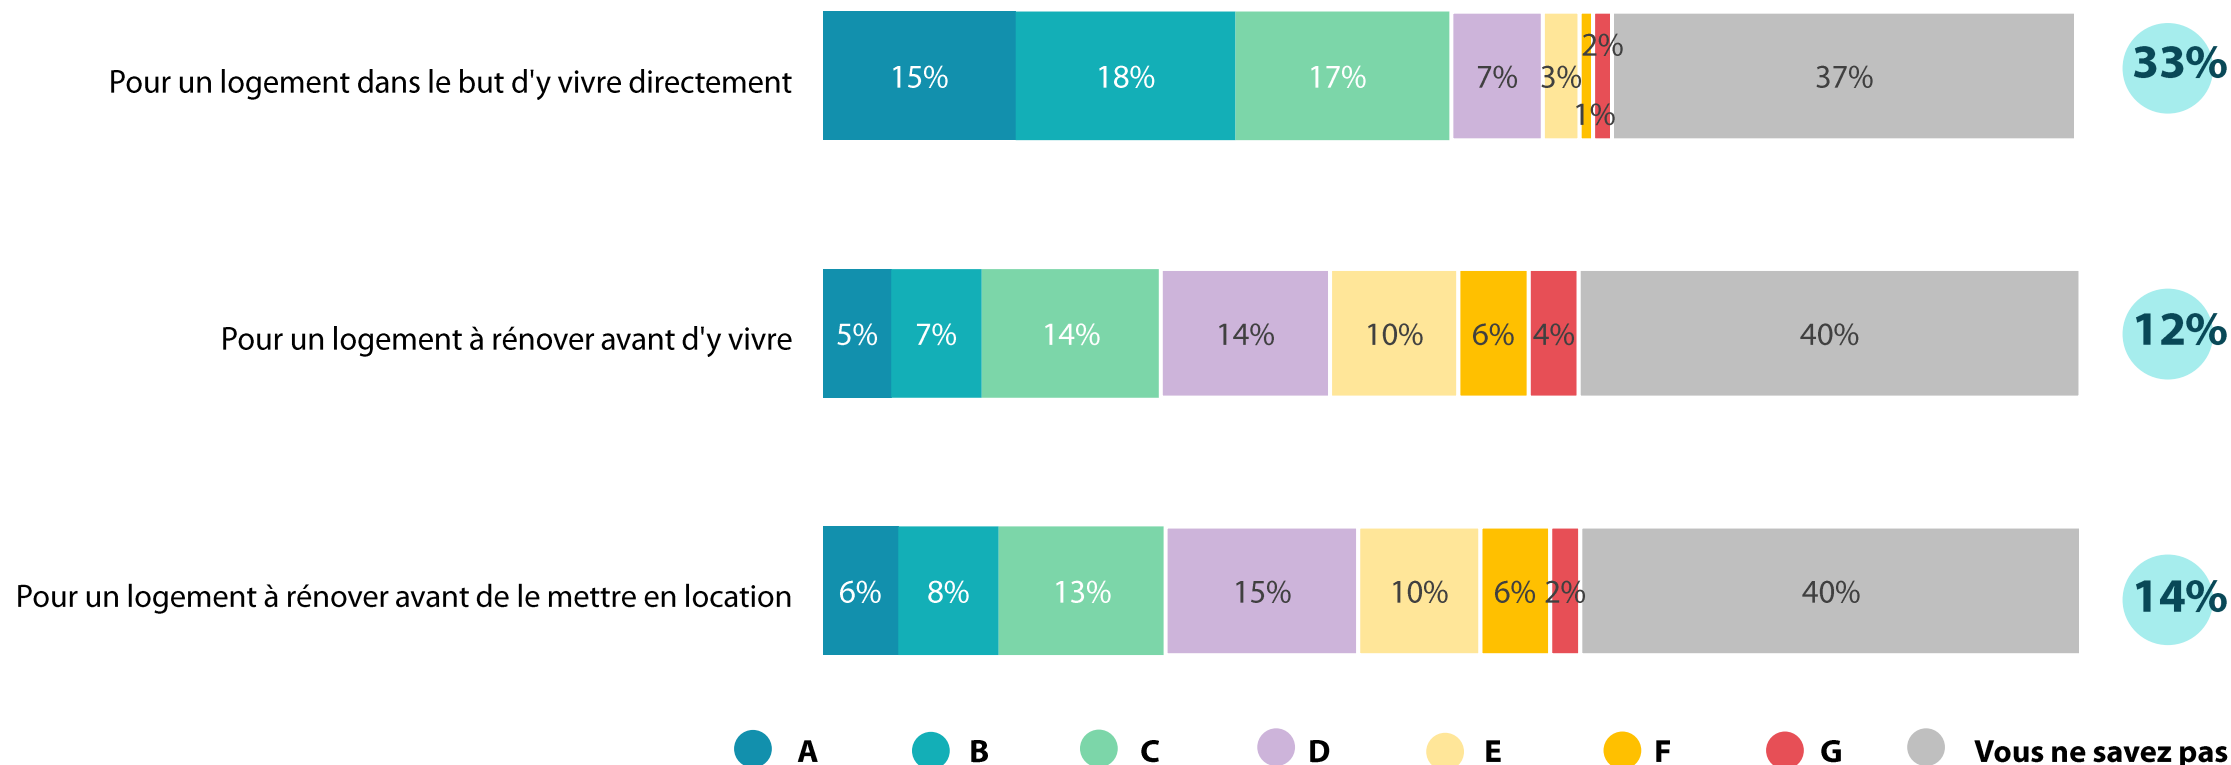 Pour un logement dans le but d'y vivre directement 15% 18% 17% 7% 3% 1% 2% 37% 33%
Pour un logement à rénover avant d'y vivre 5% 7% 14% 14% 10% 6% 4% 40% 12%
Pour un logement à rénover avant de le mettre en location 6% 8% 13% 15% 10% 6% 2% 40% 14%
A B C D E F G Vous ne savez pas